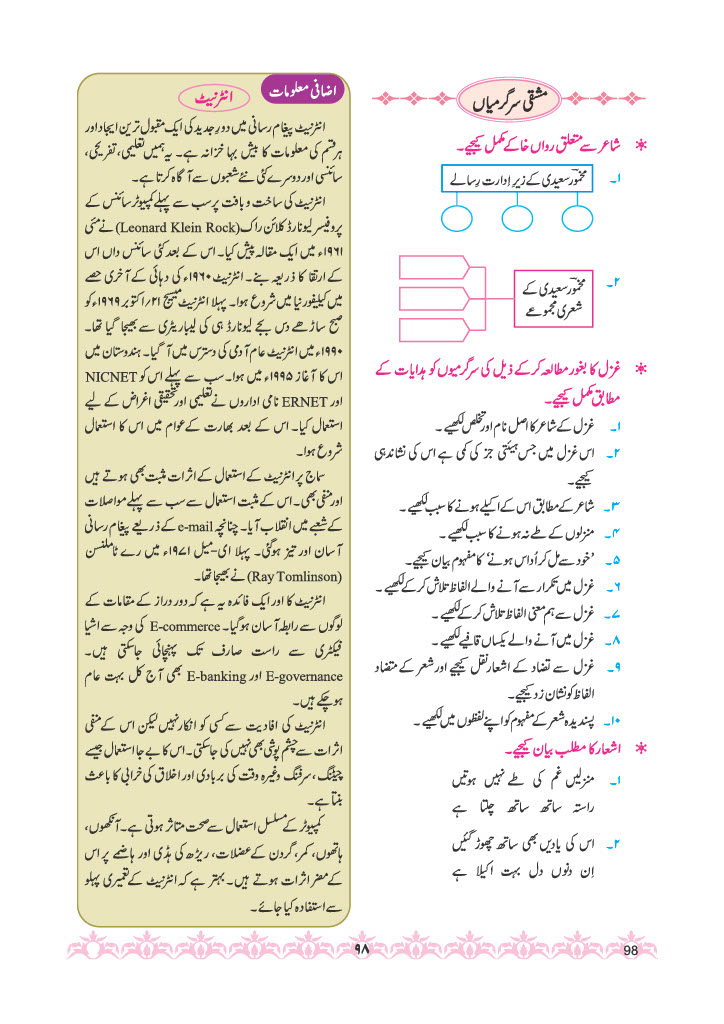 مشقی سرگرمیاں
* شاعر سے متعلق رواں خاکے مکمل کیجیے۔
۱۔ مخمورؔ سعیدی کے زیرِ اِدارت رِسالے
۲۔ مخمورؔ سعیدی کے
شعری مجموعے
* غزل کا بغور مطالعہ کرکے ذیل کی سرگرمیوں کو ہدایات کے
مطابق مکمل کیجیے۔
۱۔ غزل کے شاعر کا اصل نام اور تخلص لکھیے۔
۲۔ اس غزل میں جس ہیئتی جز کی کمی ہے اس کی نشاندہی
کیجیے۔
۳۔ شاعر کے مطابق اس کے اکیلے ہونے کا سبب لکھیے۔
۴۔ منزلوں کے طے نہ ہونے کا سبب لکھیے۔
۵۔ ’خود سے مل کر اُداس ہونے‘ کا مفہوم بیان کیجیے۔
۶۔ غزل میں تکرار سے آنے والے الفاظ تلاش کرکے لکھیے۔
۷۔ غزل سے ہم معنی الفاظ تلاش کرکے لکھیے۔
۸۔ غزل میں آنے والے یکساں قافیے لکھیے۔
۹۔ غزل سے تضاد کے اشعار نقل کیجیے اور شعر کے متضاد
الفاظ کو نشان زد کیجیے۔
۱۰۔ پسندیدہ شعر کے مفہوم کو اپنے لفظوں میں لکھیے۔
* اشعار کا مطلب بیان کیجیے۔
۱۔ منزلیں غم کی طے نہیں ہوتیں
راستہ ساتھ ساتھ چلتا ہے
۲۔ اس کی یادیں بھی ساتھ چھوڑ گئیں
اِن دنوں دل بہت اکیلا ہے
اضافی معلومات
انٹرنیٹ
انٹرنیٹ پیغام رسانی میں دورِ جدید کی ایک مقبول ترین ایجاد اور
ہر قسم کی معلومات کا بیش بہا خزانہ ہے۔ یہ ہمیں تعلیمی، تفریحی،
سائنسی اور دوسرے کئی نئے شعبوں سے آگاہ کرتا ہے۔
انٹرنیٹ کی ساخت و بافت پر سب سے پہلے کمپیوٹر سائنس کے
پروفیسر لیونارڈ کلائن راک (Leonard Klein Rock) نے مئی
۱۹۶۱ء میں ایک مقالہ پیش کیا۔ اس کے بعد کئی سائنس داں اس
کے ارتقا کا ذریعہ بنے۔ انٹرنیٹ ۱۹۶۰ء کی دہائی کے آخری حصے
میں کیلیفورنیا میں شروع ہوا۔ پہلا انٹرنیٹ میسج ۲۱/اکتوبر ۱۹۶۹ء کو
صبح ساڑھے دس بجے لیونارڈ ہی کی لیباریٹری سے بھیجا گیا تھا۔
۱۹۹۰ء میں انٹرنیٹ عام آدمی کی دسترس میں آگیا۔ ہندوستان میں
اس کا آغاز ۱۹۹۵ء میں ہوا۔ سب سے پہلے اس کو NICNET
اور ERNET نامی اداروں نے تعلیمی اور تحقیقی اغراض کے لیے
استعمال کیا۔ اس کے بعد بھارت کے عوام میں اس کا استعمال
شروع ہوا۔
سماج پر انٹرنیٹ کے استعمال کے اثرات مثبت بھی ہوتے ہیں
اور منفی بھی۔ اس کے مثبت استعمال سے سب سے پہلے مواصلات
کے شعبے میں انقلاب آیا۔ چنانچہ e-mail کے ذریعے پیغام رسانی
آسان اور تیز ہوگئی۔ پہلا ای-میل ۱۹۷۱ء میں رے ٹاملنسن
(Ray Tomlinson) نے بھیجا تھا۔
انٹرنیٹ کا اور ایک فائدہ یہ ہے کہ دور دراز کے مقامات کے
لوگوں سے رابطہ آسان ہوگیا۔ E-commerce کی وجہ سے اشیا
فیکٹری سے راست صارف تک پہنچائی جاسکتی ہیں۔
E-governance اور E-banking بھی آج کل بہت عام
ہوچکے ہیں۔
انٹرنیٹ کی افادیت سے کسی کو انکار نہیں لیکن اس کے منفی
اثرات سے چشم پوشی بھی نہیں کی جاسکتی۔ اس کا بے جا استعمال جیسے
چیٹنگ، سرفنگ وغیرہ وقت کی بربادی اور اخلاق کی خرابی کا باعث
بنتا ہے۔
کمپیوٹر کے مسلسل استعمال سے صحت متاثر ہوتی ہے۔ آنکھوں،
ہاتھوں، کمر، گردن کے عضلات، ریڑھ کی ہڈی اور ہاضمے پر اس
کے مضر اثرات ہوتے ہیں۔ بہتر ہے کہ انٹرنیٹ کے تعمیری پہلو
سے استفادہ کیا جائے۔
۹۸
98